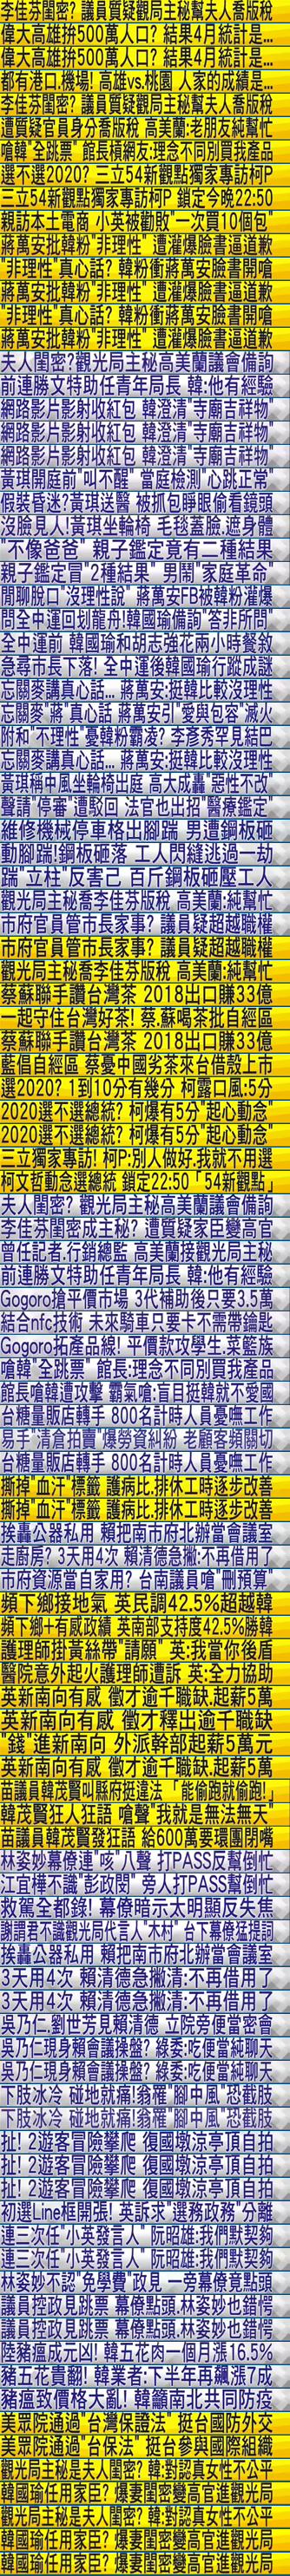 李佳芬閨密? 議員質疑觀局主秘幫夫人喬版稅
偉大高雄拚500萬人口? 結果4月統計是...
偉大高雄拚500萬人口? 結果4月統計是...
都有港口.機場! 高雄vs.桃園 人家的成績是...
李佳芬閨密? 議員質疑觀局主秘幫夫人喬版稅
遭質疑官員身分喬版稅 高美蘭:老朋友純幫忙
嗆韓"全跳票" 館長槓網友:理念不同別買我產品
選不選2020? 三立54新觀點獨家專訪柯P
三立54新觀點獨家專訪柯P 鎖定今晚22:50
親訪本土電商 小英被勸敗"一次買10個包"
蔣萬安批韓粉"非理性" 遭灌爆臉書逼道歉
"非理性"真心話? 韓粉衝蔣萬安臉書開嗆
蔣萬安批韓粉"非理性" 遭灌爆臉書逼道歉
"非理性"真心話? 韓粉衝蔣萬安臉書開嗆
蔣萬安批韓粉"非理性" 遭灌爆臉書逼道歉
夫人閨密?觀光局主秘高美蘭議會備詢
前連勝文特助任青年局長 韓:他有經驗
網路影片影射收紅包 韓澄清"寺廟吉祥物"
網路影片影射收紅包 韓澄清"寺廟吉祥物"
網路影片影射收紅包 韓澄清"寺廟吉祥物"
黃琪開庭前"叫不醒" 當庭檢測"心跳正常"
假裝昏迷?黃琪送醫 被抓包睜眼偷看鏡頭
沒臉見人!黃琪坐輪椅 毛毯蓋臉.遮身體
"不像爸爸" 親子鑑定竟有二種結果
親子鑑定冒"2種結果" 男鬧"家庭革命"
閒聊脫口"沒理性說" 蔣萬安FB被韓粉灌爆
問全中運回划龍舟!韓國瑜備詢"答非所問"
全中運前 韓國瑜和胡志強花兩小時餐敘
急尋市長下落! 全中運後韓國瑜行蹤成謎
忘關麥講真心話... 蔣萬安:挺韓比較沒理性
忘關麥"蔣"真心話 蔣萬安引"愛與包容"滅火
附和"不理性"憂韓粉霸凌? 李彥秀罕見結巴
忘關麥講真心話... 蔣萬安:挺韓比較沒理性
黃琪稱中風坐輪椅出庭 高大成轟"惡性不改"
聲請"停審"遭駁回 法官也出招"醫療鑑定"
維修機械停車格出腳踹 男遭鋼板砸
動腳踹!鋼板砸落 工人閃縫逃過一劫
踹"立柱"反害己 百斤鋼板砸壓工人
觀光局主秘喬李佳芬版稅 高美蘭:純幫忙
市府官員管市長家事? 議員疑超越職權
市府官員管市長家事? 議員疑超越職權
觀光局主秘喬李佳芬版稅 高美蘭:純幫忙
蔡蘇聯手讚台灣茶 2018出口賺33億
一起守住台灣好茶! 蔡.蘇喝茶批自經區
蔡蘇聯手讚台灣茶 2018出口賺33億
藍倡自經區 蔡憂中國劣茶來台借殼上市
選2020? 1到10分有幾分 柯露口風:5分
2020選不選總統? 柯爆有5分"起心動念"
2020選不選總統? 柯爆有5分"起心動念"
三立獨家專訪! 柯P:別人做好.我就不用選
柯文哲動念選總統 鎖定22:50「54新觀點」
夫人閨密? 觀光局主秘高美蘭議會備詢
李佳芬閨密成主秘? 遭質疑家臣變高官
曾任記者.行銷總監 高美蘭接觀光局主秘
前連勝文特助任青年局長 韓:他有經驗
Gogoro搶平價市場 3代補助後只要3.5萬
結合nfc技術 未來騎車只要卡不需帶鑰匙
Gogoro拓產品線! 平價款攻學生.菜籃族
嗆韓"全跳票" 館長:理念不同別買我產品
館長嗆韓遭攻擊 霸氣嗆:盲目挺韓就不愛國
台糖量販店轉手 800名計時人員憂嘸工作
易手"清倉拍賣"爆勞資糾紛 老顧客頻關切
台糖量販店轉手 800名計時人員憂嘸工作
撕掉"血汗"標籤 護病比.排休工時逐步改善
撕掉"血汗"標籤 護病比.排休工時逐步改善
挨轟公器私用 賴把南市府北辦當會議室
走廚房? 3天用4次 賴清德急撇:不再借用了
市府資源當自家用? 台南議員嗆"刪預算"
頻下鄉接地氣 英民調42.5%超越韓
頻下鄉+有感政績 英南部支持度42.5%勝韓
護理師掛黃絲帶"請願" 英:我當你後盾
醫院意外起火護理師遭訴 英:全力協助
英新南向有感 徵才逾千職缺.起薪5萬
英新南向有感 徵才釋出逾千職缺
"錢"進新南向 外派幹部起薪5萬元
英新南向有感 徵才逾千職缺.起薪5萬
苗議員韓茂賢叫縣府挺違法 「能偷跑就偷跑!」
韓茂賢狂人狂語 嗆聲"我就是無法無天"
苗議員韓茂賢發狂語 給600萬要環團閉嘴
林姿妙幕僚連"咳"八聲 打PASS反幫倒忙
江宜樺不識"彭政閔" 旁人打PASS幫倒忙
救駕全都錄! 幕僚暗示太明顯反失焦
謝謂君不識觀光局代言人"木村" 台下幕僚猛提詞
挨轟公器私用 賴把南市府北辦當會議室
3天用4次 賴清德急撇清:不再借用了
3天用4次 賴清德急撇清:不再借用了
吳乃仁.劉世芳見賴清德 立院旁便當密會
吳乃仁現身賴會議操盤? 綠委:吃便當純聊天
吳乃仁現身賴會議操盤? 綠委:吃便當純聊天
下肢冰冷 碰地就痛!翁罹"腳中風"恐截肢
下肢冰冷 碰地就痛!翁罹"腳中風"恐截肢
扯! 2遊客冒險攀爬 復國墩涼亭頂自拍
扯! 2遊客冒險攀爬 復國墩涼亭頂自拍
扯! 2遊客冒險攀爬 復國墩涼亭頂自拍
初選Line框開張! 英訴求"選務政務"分離
連三次任"小英發言人" 阮昭雄:我們默契夠
連三次任"小英發言人" 阮昭雄:我們默契夠
林姿妙不認"免學費"政見 一旁幕僚竟點頭
議員控政見跳票 幕僚點頭.林姿妙也錯愕
議員控政見跳票 幕僚點頭.林姿妙也錯愕
陸豬瘟成元凶! 韓五花肉一個月漲16.5%
豬五花貴翻! 韓業者:下半年再飆漲7成
豬瘟致價格大亂! 韓籲南北共同防疫
美眾院通過"台灣保證法" 挺台國防外交
美眾院通過"台保法" 挺台參與國際組織
觀光局主秘是夫人閨密? 韓:對認真女性不公平
韓國瑜任用家臣? 爆妻閨密變高官進觀光局
觀光局主秘是夫人閨密? 韓:對認真女性不公平
韓國瑜任用家臣? 爆妻閨密變高官進觀光局
韓國瑜任用家臣? 爆妻閨密變高官進觀光局